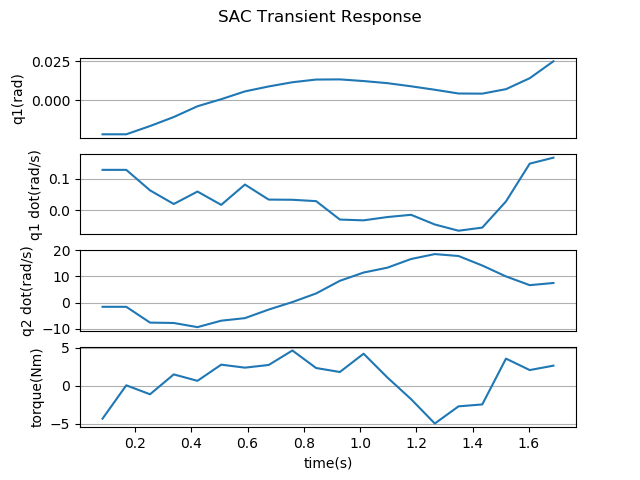 SAC Transient Response
q1(rad)
0.025
0.000
q1 dot(rad/s)
0.1
0.0
q2 dot(rad/s)
20
10
0
−10
torque(Nm)
5
0
−5
0.2 0.4 0.6 0.8 1.0 1.2 1.4 1.6
time(s)